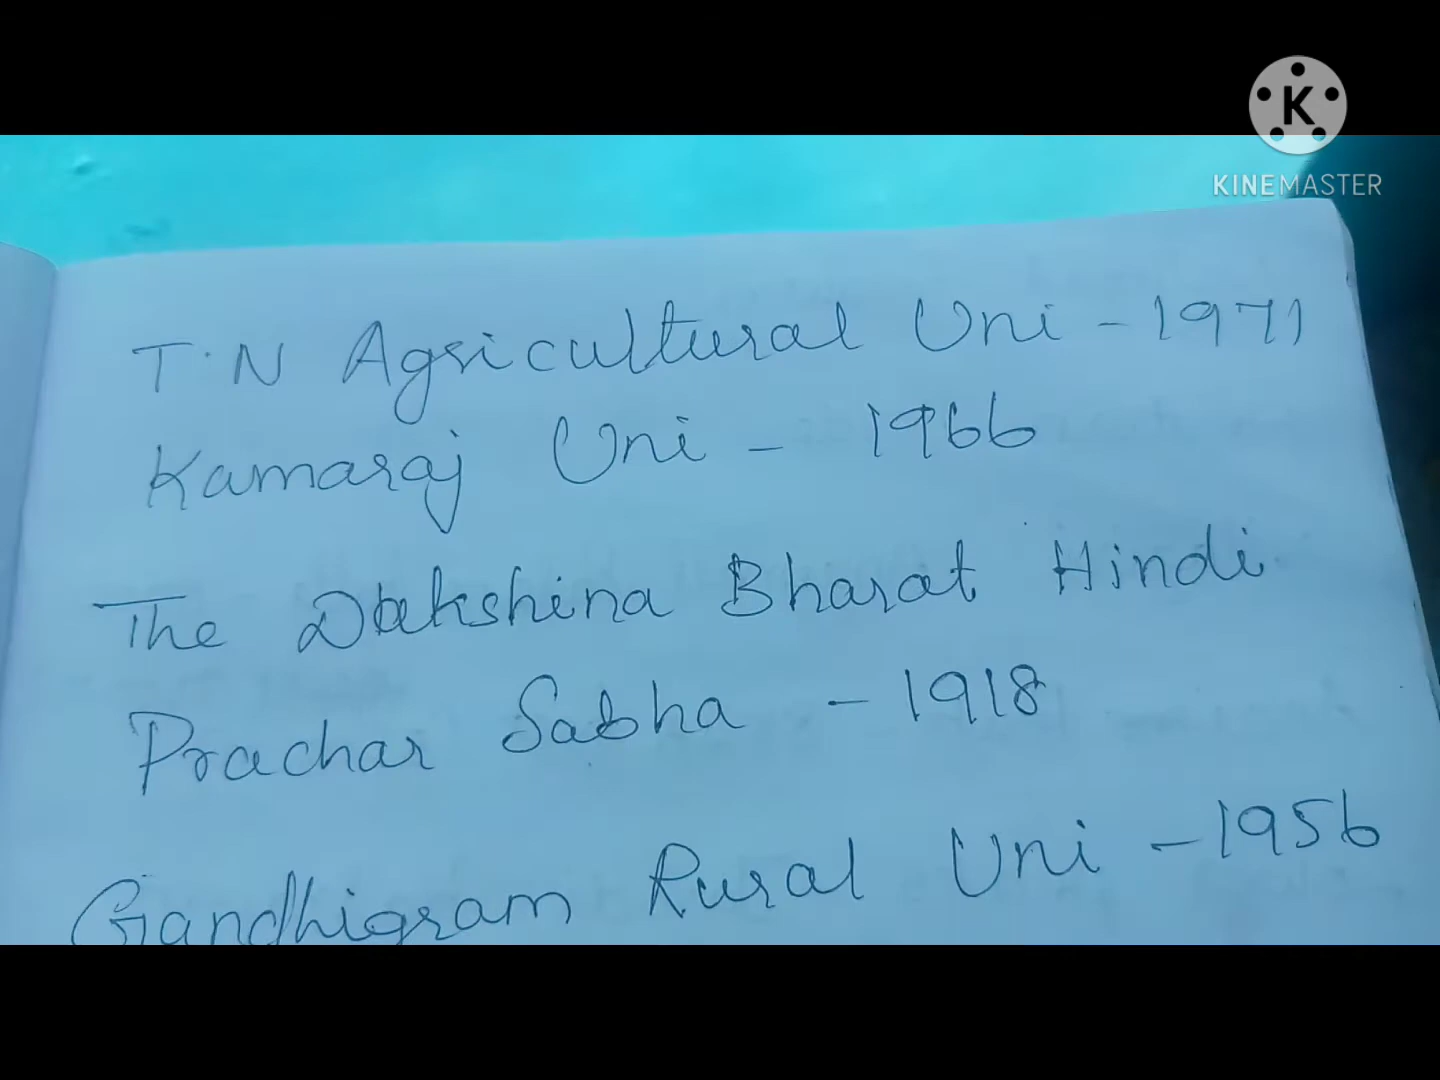 KINEMASTER
T.N Agricultural Uni - 1971
Kamaraj Uni - 1966
The Dakshina Bharat Hindi
Prachar Sabha - 1918
Gandhigram Rural Uni - 1956